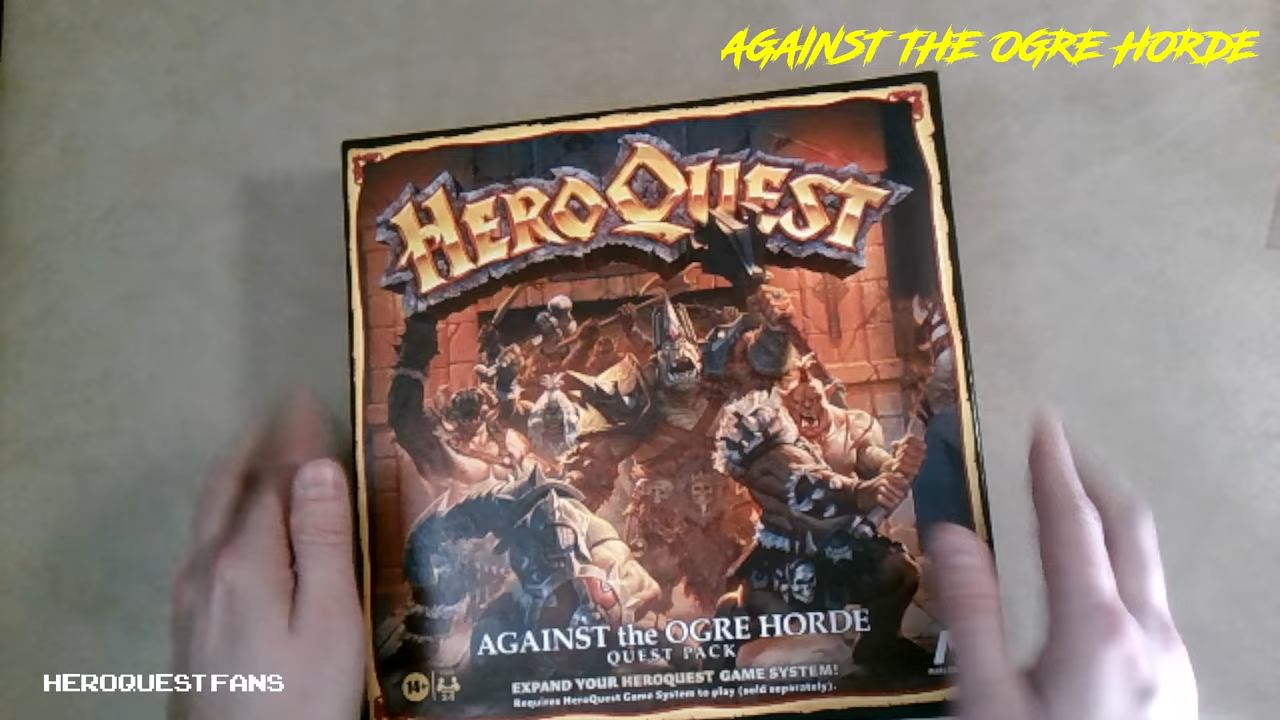 AGAINST THE OGRE HORDE
HEROQUEST
AGAINST the OGRE HORDE
QUEST PACK
EXPAND YOUR HEROQUEST GAME SYSTEM!
Requires HeroQuest Game System to play (sold separately).
14+
HEROQUESTFANS